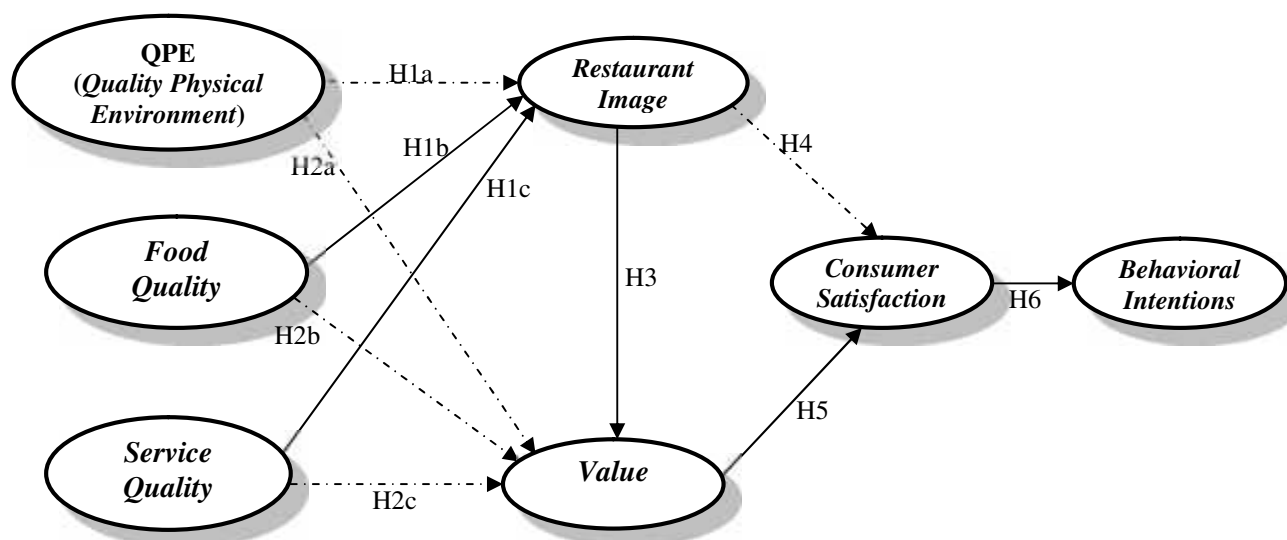 QPE
(Quality Physical
Environment)
H1a
Restaurant
Image
H1b
H2a
H1c
H4
Food
Quality
H3
Consumer
Satisfaction
H6
Behavioral
Intentions
H2b
H5
Service
Quality
H2c
Value